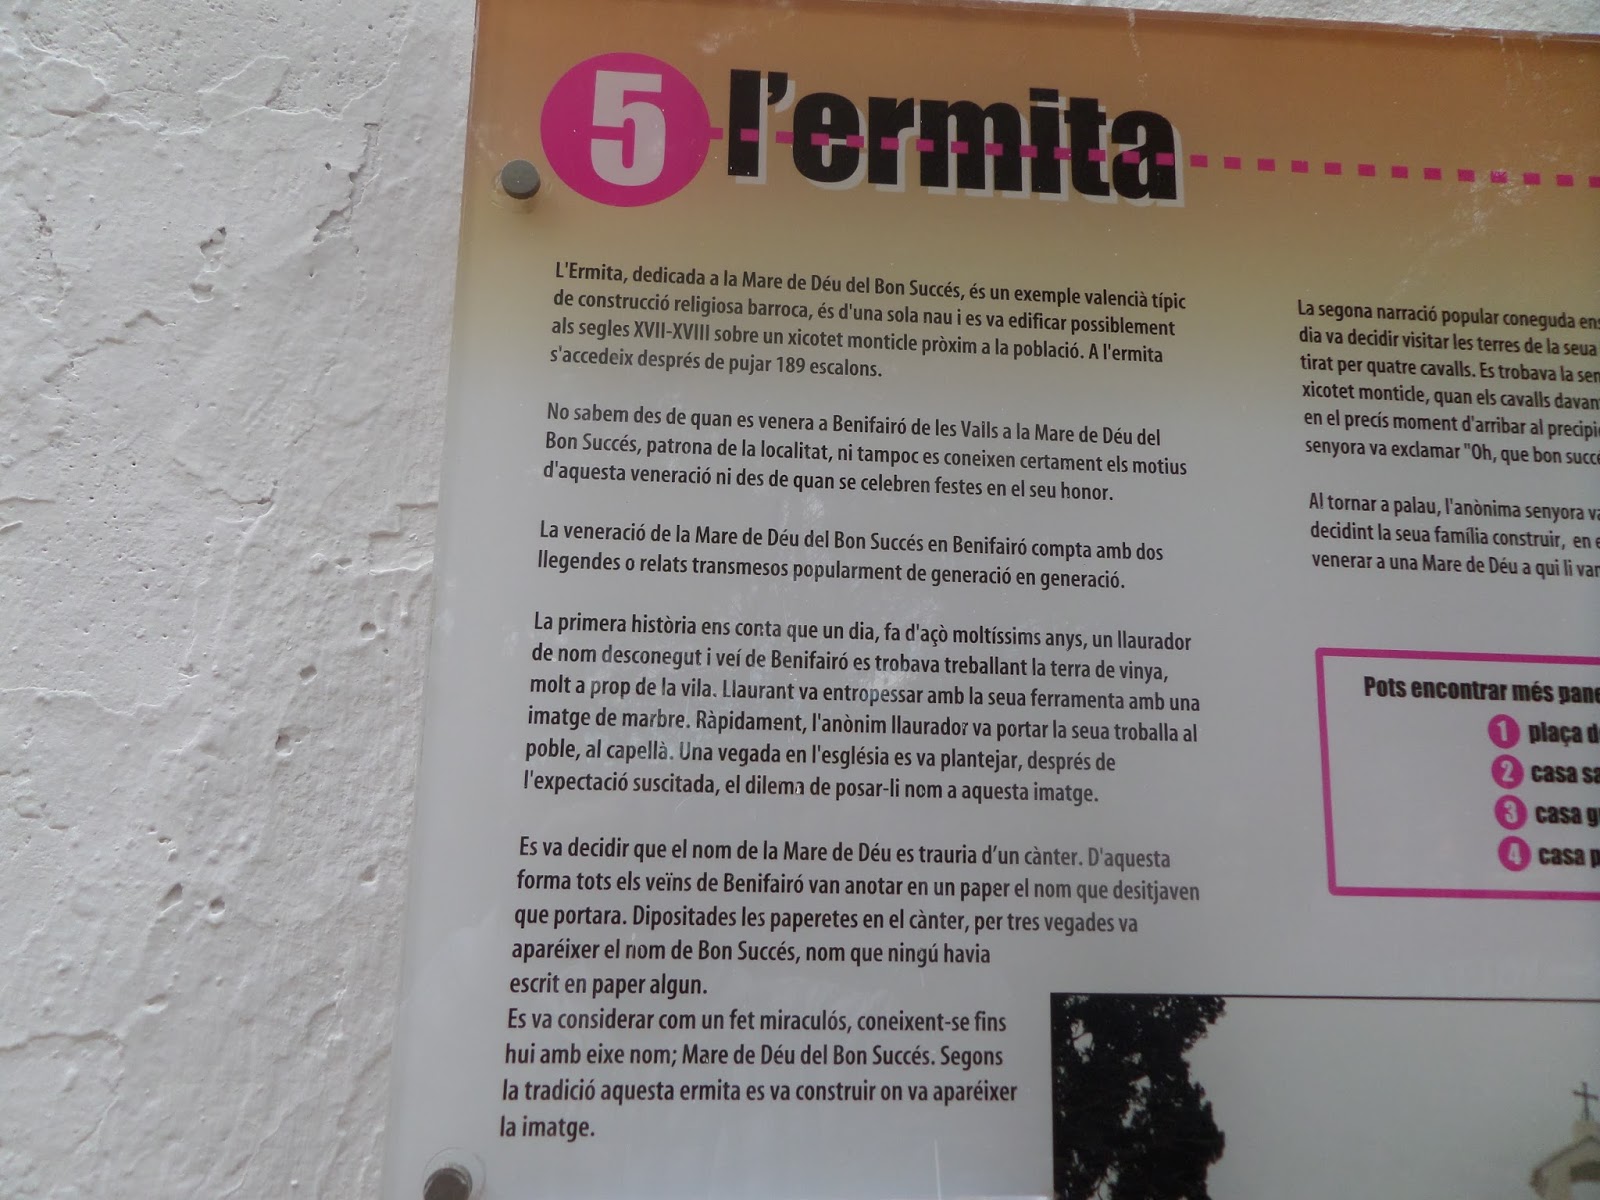 5 l'ermita
L'Ermita, dedicada a la Mare de Déu del Bon Succés, és un exemple valencià típic
de construcció religiosa barroca, és d'una sola nau i es va edificar possiblement
als segles XVII-XVIII sobre un xicotet monticle pròxim a la població. A l'ermita
s'accedeix després de pujar 189 escalons.
No sabem des de quan es venera a Benifairó de les Valls a la Mare de Déu del
Bon Succés, patrona de la localitat, ni tampoc es coneixen certament els motius
d'aquesta veneració ni des de quan se celebren festes en el seu honor.
La veneració de la Mare de Déu del Bon Succés en Benifairó compta amb dos
llegendes o relats transmesos popularment de generació en generació.
La primera història ens conta que un dia, fa d'açò moltíssims anys, un llaurador
de nom desconegut i veí de Benifairó es trobava treballant la terra de vinya,
molt a prop de la vila. Llaurant va entropessar amb la seua ferramenta amb una
imatge de marbre. Ràpidament, l'anònim llaurador va portar la seua troballa al
poble, al capellà. Una vegada en l'església es va plantejar, després de
l'expectació suscitada, el dilema de posar-li nom a aquesta imatge.
Es va decidir que el nom de la Mare de Déu es trauria d’un cànter. D'aquesta
forma tots els veïns de Benifairó van anotar en un paper el nom que desitjaven
que portara. Dipositades les paperetes en el cànter, per tres vegades va
aparéixer el nom de Bon Succés, nom que ningú havia
escrit en paper algun.
Es va considerar com un fet miraculós, coneixent-se fins
hui amb eixe nom; Mare de Déu del Bon Succés. Segons
la tradició aquesta ermita es va construir on va aparéixer
la imatge.
La segona narració popular coneguda ens
dia va decidir visitar les terres de la seua
tirat per quatre cavalls. Es trobava la
xicotet monticle, quan els cavalls
en el precís moment d'arribar al
senyora va exclamar "Oh, que bon
Al tornar a palau, l'anònima senyora
decidint la seua família construir, en
venerar a una Mare de Déu a qui li
Pots encontrar més
1 plaça
2 casa
3 casa
4 casa